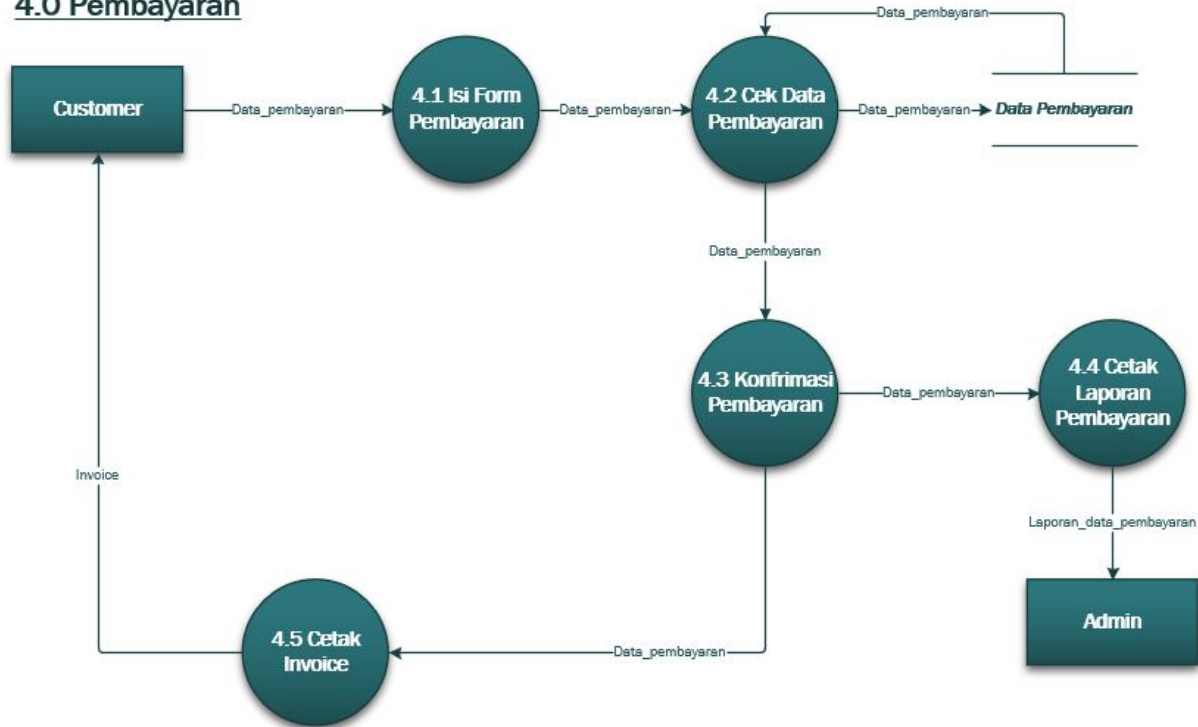 4.0 Pembayaran
Data_pembayaran
Customer
Data_pembayaran
4.1 Isi Form
Pembayaran
Data_pembayaran
4.2 Cek Data
Pembayaran
Data_pembayaran
Data Pembayaran
Data_pembayaran
4.3 Konfrimasi
Pembayaran
Data_pembayaran
4.4 Cetak
Laporan
Pembayaran
Invoice
Laporan_data_pembayaran
4.5 Cetak
Invoice
Data_pembayaran
Admin